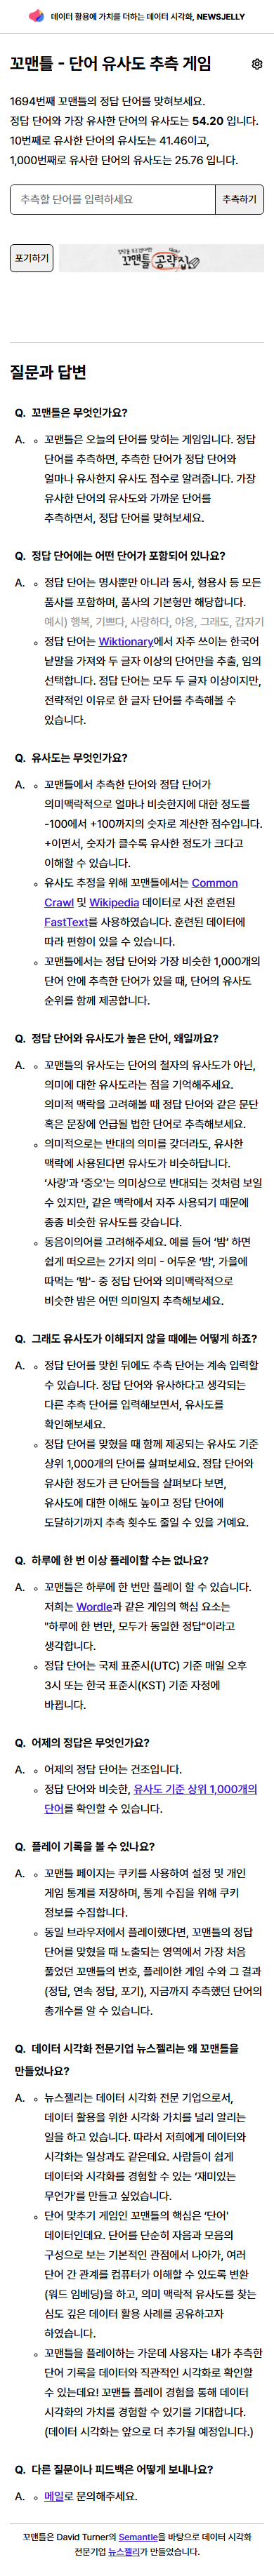 데이터 활용에 가치를 더하는 데이터 시각화, NEWSJELLY
꼬맨틀 - 단어 유사도 추측 게임
1694번째 꼬맨틀의 정답 단어를 맞혀보세요.
정답 단어와 가장 유사한 단어의 유사도는 54.20 입니다.
10번째로 유사한 단어의 유사도는 41.46이고,
1,000번째로 유사한 단어의 유사도는 25.76 입니다.
추측할 단어를 입력하세요
추측하기
포기하기
꼬맨틀 공략집
질문과 답변
Q. 꼬맨틀은 무엇인가요?
A. ◦ 꼬맨틀은 오늘의 단어를 맞히는 게임입니다. 정답
단어를 추측하면, 추측한 단어가 정답 단어와
얼마나 유사한지 유사도 점수로 알려줍니다. 가장
유사한 단어의 유사도와 가까운 단어를
추측하면서, 정답 단어를 맞혀보세요.
Q. 정답 단어에는 어떤 단어가 포함되어 있나요?
A. ◦ 정답 단어는 명사뿐만 아니라 동사, 형용사 등 모든
품사를 포함하며, 품사의 기본형만 해당합니다.
예시) 행복, 기쁘다, 사랑하다, 야옹, 그래도, 갑자기
◦ 정답 단어는 Wiktionary에서 자주 쓰이는 한국어
낱말을 가져와 두 글자 이상의 단어만을 추출, 임의
선택합니다. 정답 단어는 모두 두 글자 이상이지만,
전략적인 이유로 한 글자 단어를 추측해볼 수
있습니다.
Q. 유사도는 무엇인가요?
A. ◦ 꼬맨틀에서 추측한 단어와 정답 단어가
의미맥락적으로 얼마나 비슷한지에 대한 정도를
-100에서 +100까지의 숫자로 계산한 점수입니다.
+이면서, 숫자가 클수록 유사한 정도가 크다고
이해할 수 있습니다.
◦ 유사도 추정을 위해 꼬맨틀에서는 Common
Crawl 및 Wikipedia 데이터로 사전 훈련된
FastText를 사용하였습니다. 훈련된 데이터에
따라 편향이 있을 수 있습니다.
◦ 꼬맨틀에서는 정답 단어와 가장 비슷한 1,000개의
단어 안에 추측한 단어가 있을 때, 단어의 유사도
순위를 함께 제공합니다.
Q. 정답 단어와 유사도가 높은 단어, 왜일까요?
A. ◦ 꼬맨틀의 유사도는 단어의 철자의 유사도가 아닌,
의미에 대한 유사도라는 점을 기억해주세요.
의미적 맥락을 고려해볼 때 정답 단어와 같은 문단
혹은 문장에 언급될 법한 단어로 추측해보세요.
◦ 의미적으로는 반대의 의미를 갖더라도, 유사한
맥락에 사용된다면 유사도가 비슷하답니다.
'사랑'과 '증오'는 의미상으로 반대되는 것처럼 보일
수 있지만, 같은 맥락에서 자주 사용되기 때문에
종종 비슷한 유사도를 갖습니다.
◦ 동음이의어를 고려해주세요. 예를 들어 '밤' 하면
쉽게 떠오르는 2가지 의미 - 어두운 '밤', 가을에
따먹는 '밤'- 중 정답 단어와 의미맥락적으로
비슷한 밤은 어떤 의미일지 추측해보세요.
Q. 그래도 유사도가 이해되지 않을 때에는 어떻게 하죠?
A. ◦ 정답 단어를 맞힌 뒤에도 추측 단어는 계속 입력할
수 있습니다. 정답 단어와 유사하다고 생각되는
다른 추측 단어를 입력해보면서, 유사도를
확인해보세요.
◦ 정답 단어를 맞혔을 때 함께 제공되는 유사도 기준
상위 1,000개의 단어를 살펴보세요. 정답 단어와
유사한 정도가 큰 단어들을 살펴보다 보면,
유사도에 대한 이해도 높이고 정답 단어에
도달하기까지 추측 횟수도 줄일 수 있을 거예요.
Q. 하루에 한 번 이상 플레이할 수는 없나요?
A. ◦ 꼬맨틀은 하루에 한 번만 플레이 할 수 있습니다.
저희는 Wordle과 같은 게임의 핵심 요소는
"하루에 한 번만, 모두가 동일한 정답"이라고
생각합니다.
◦ 정답 단어는 국제 표준시(UTC) 기준 매일 오후
3시 또는 한국 표준시(KST) 기준 자정에
바뀝니다.
Q. 어제의 정답은 무엇인가요?
A. ◦ 어제의 정답 단어는 건조입니다.
◦ 정답 단어와 비슷한, 유사도 기준 상위 1,000개의
단어를 확인할 수 있습니다.
Q. 플레이 기록을 볼 수 있나요?
A. ◦ 꼬맨틀 페이지는 쿠키를 사용하여 설정 및 개인
게임 통계를 저장하며, 통계 수집을 위해 쿠키
정보를 수집합니다.
◦ 동일 브라우저에서 플레이했다면, 꼬맨틀의 정답
단어를 맞혔을 때 노출되는 영역에서 가장 처음
풀었던 꼬맨틀의 번호, 플레이한 게임 수와 그 결과
(정답, 연속 정답, 포기), 지금까지 추측했던 단어의
총개수를 알 수 있습니다.
Q. 데이터 시각화 전문기업 뉴스젤리는 왜 꼬맨틀을
만들었나요?
A. ◦ 뉴스젤리는 데이터 시각화 전문 기업으로서,
데이터 활용을 위한 시각화 가치를 널리 알리는
일을 하고 있습니다. 따라서 저희에게 데이터와
시각화는 일상과도 같은데요. 사람들이 쉽게
데이터와 시각화를 경험할 수 있는 '재미있는
무언가'를 만들고 싶었습니다.
◦ 단어 맞추기 게임인 꼬맨틀의 핵심은 '단어'
데이터인데요. 단어를 단순히 자음과 모음의
구성으로 보는 기본적인 관점에서 나아가, 여러
단어 간 관계를 컴퓨터가 이해할 수 있도록 변환
(워드 임베딩)을 하고, 의미 맥락적 유사도를 찾는
심도 깊은 데이터 활용 사례를 공유하고자
하였습니다.
◦ 꼬맨틀을 플레이하는 가운데 사용자는 내가 추측한
단어 기록을 데이터와 직관적인 시각화로 확인할
수 있는데요! 꼬맨틀 플레이 경험을 통해 데이터
시각화의 가치를 경험할 수 있기를 기대합니다.
(데이터 시각화는 앞으로 더 추가될 예정입니다.)
Q. 다른 질문이나 피드백은 어떻게 보내나요?
A. ◦ 메일로 문의해주세요.
꼬맨틀은 David Turner의 Semantle을 바탕으로 데이터 시각화
전문기업 뉴스젤리가 만들었습니다.